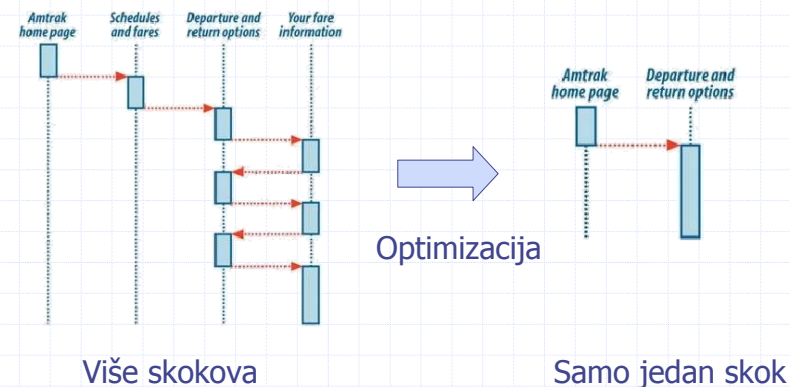 Amtrak
home page
Schedules
and fares
Departure and
return options
Your fare
information
Amtrak
home page
Departure and
return options
Optimizacija
Više skokova
Samo jedan skok